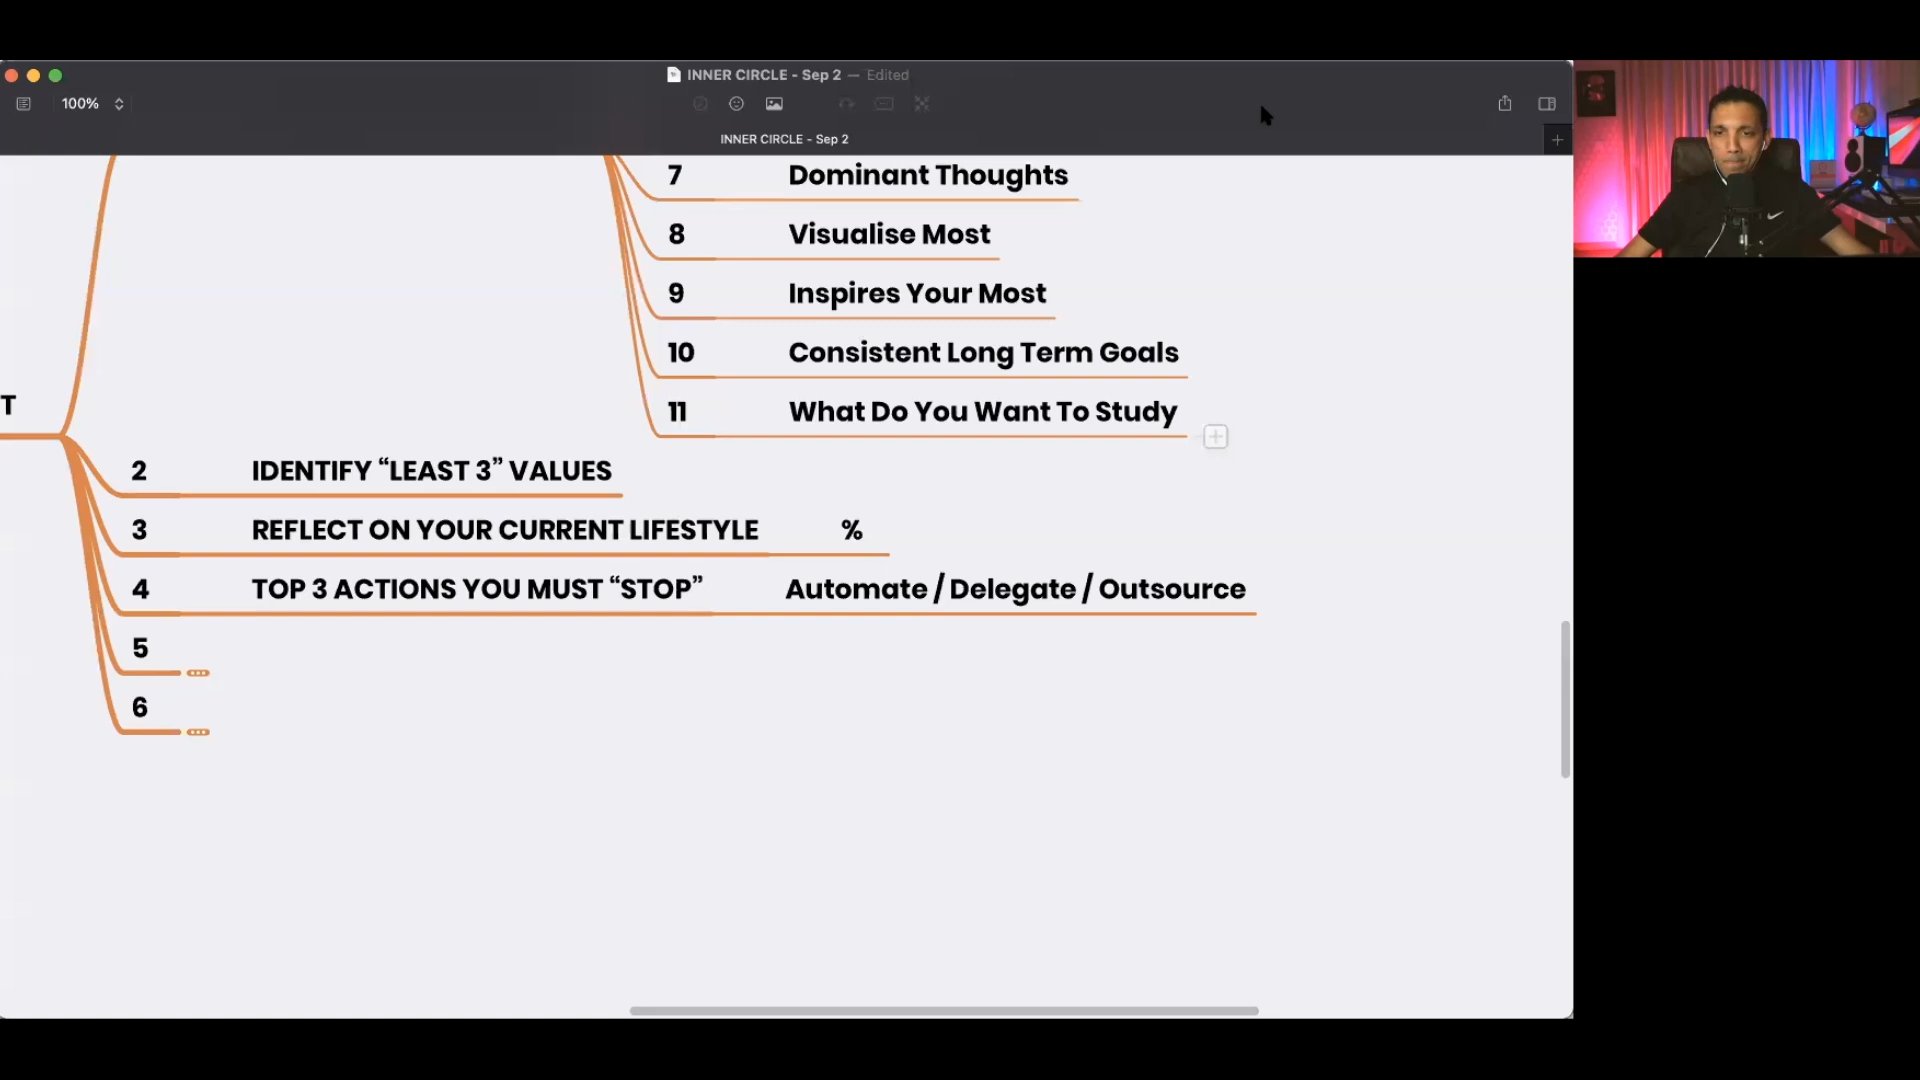 INNER CIRCLE - Sep 2 — Edited
100%
INNER CIRCLE - Sep 2
7 Dominant Thoughts
8 Visualise Most
9 Inspires Your Most
10 Consistent Long Term Goals
T
11 What Do You Want To Study
2 IDENTIFY “LEAST 3” VALUES
3 REFLECT ON YOUR CURRENT LIFESTYLE %
4 TOP 3 ACTIONS YOU MUST “STOP” Automate / Delegate / Outsource
5
6